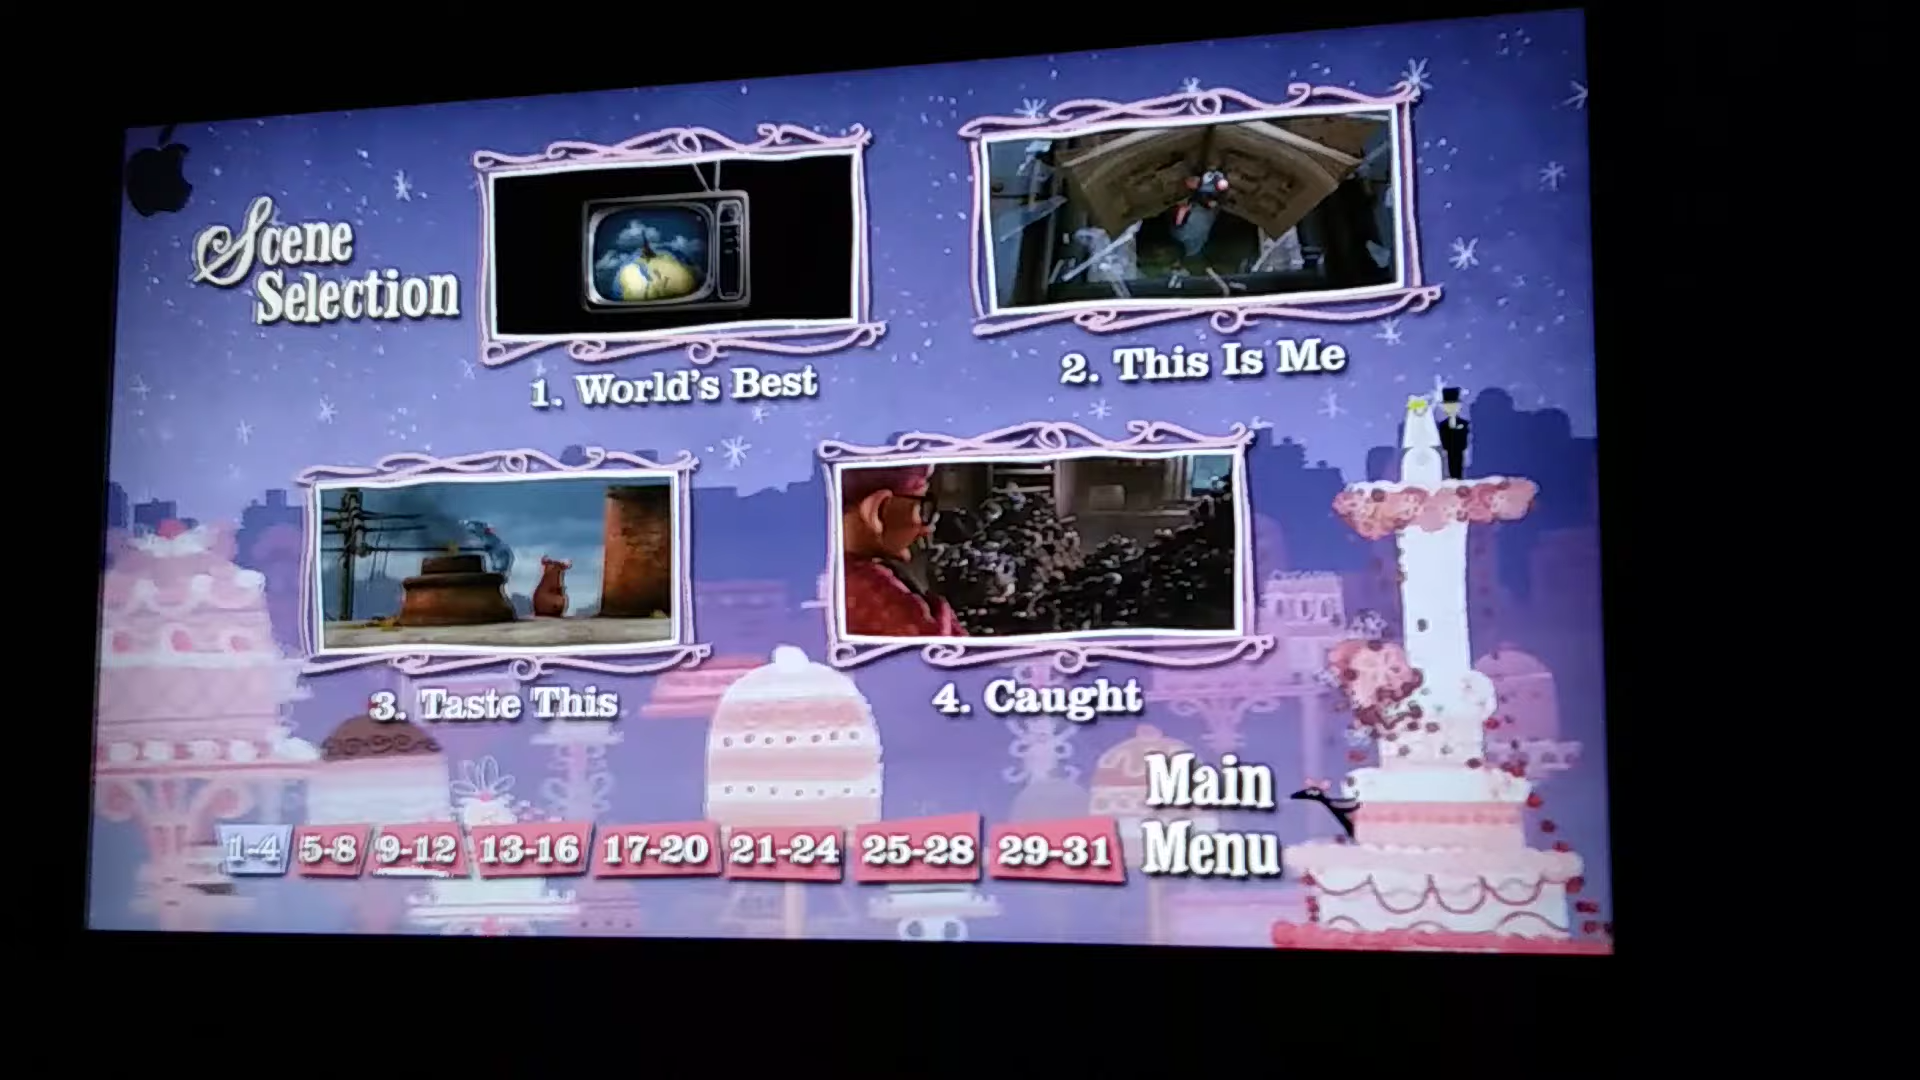 Scene
Selection
1. World's Best
2. This Is Me
3. Taste This
4. Caught
1-4 5-8 9-12 13-16 17-20 21-24 25-28 29-31
Main
Menu